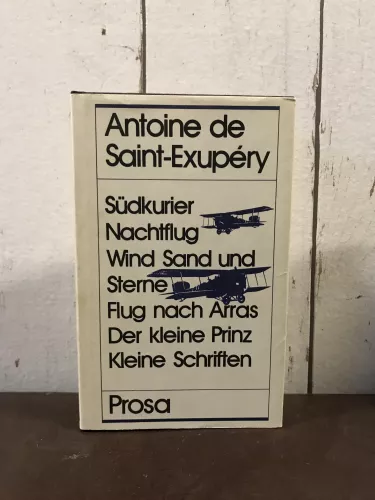 Antoine de
Saint-Exupéry
Südkurier
Nachtflug
Wind Sand und
Sterne
Flug nach Arras
Der kleine Prinz
Kleine Schriften
Prosa